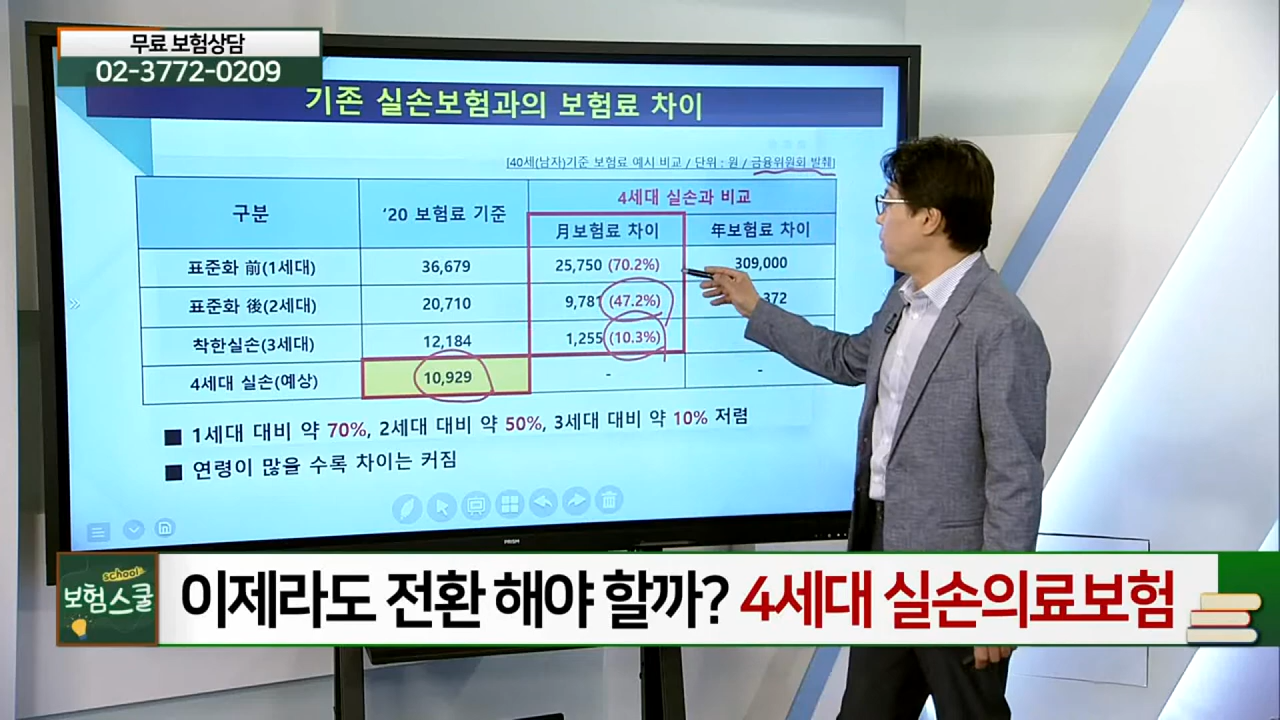 무료 보험상담
02-3772-0209
기존 실손보험과의 보험료 차이
[40세(남자)기준 보험료 예시 비교 / 단위 : 원 / 금융위원회 발췌]
구분
‘20 보험료 기준
4세대 실손과 비교
月보험료 차이
年보험료 차이
표준화 前(1세대)
36,679
25,750 (70.2%)
309,000
표준화 後(2세대)
20,710
9,781 (47.2%)
372
착한실손(3세대)
12,184
1,255 (10.3%)
4세대 실손(예상)
10,929
-
-
■ 1세대 대비 약 70%, 2세대 대비 약 50%, 3세대 대비 약 10% 저렴
■ 연령이 많을 수록 차이는 커짐
PRISM
school
보험스쿨
이제라도 전환 해야 할까? 4세대 실손의료보험